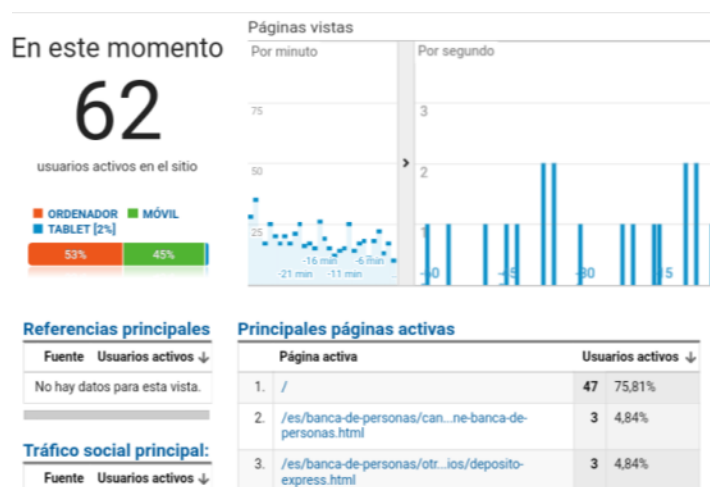 En este momento
62
usuarios activos en el sitio
ORDENADOR MÓVIL
TABLET [2%]
53% 45%
Páginas vistas
Por minuto
75
50
25
-16 min -6 min
-21 min -11 min
Por segundo
3
2
1
Referencias principales
Fuente Usuarios activos
No hay datos para esta vista.
Tráfico social principal:
Fuente Usuarios activos
Principales páginas activas
Página activa Usuarios activos
1. / 47 75,81%
2. /es/banca-de-personas/can...ne-banca-de-
personas.html 3 4,84%
3. /es/banca-de-personas/otr...ios/deposito-
express.html 3 4,84%